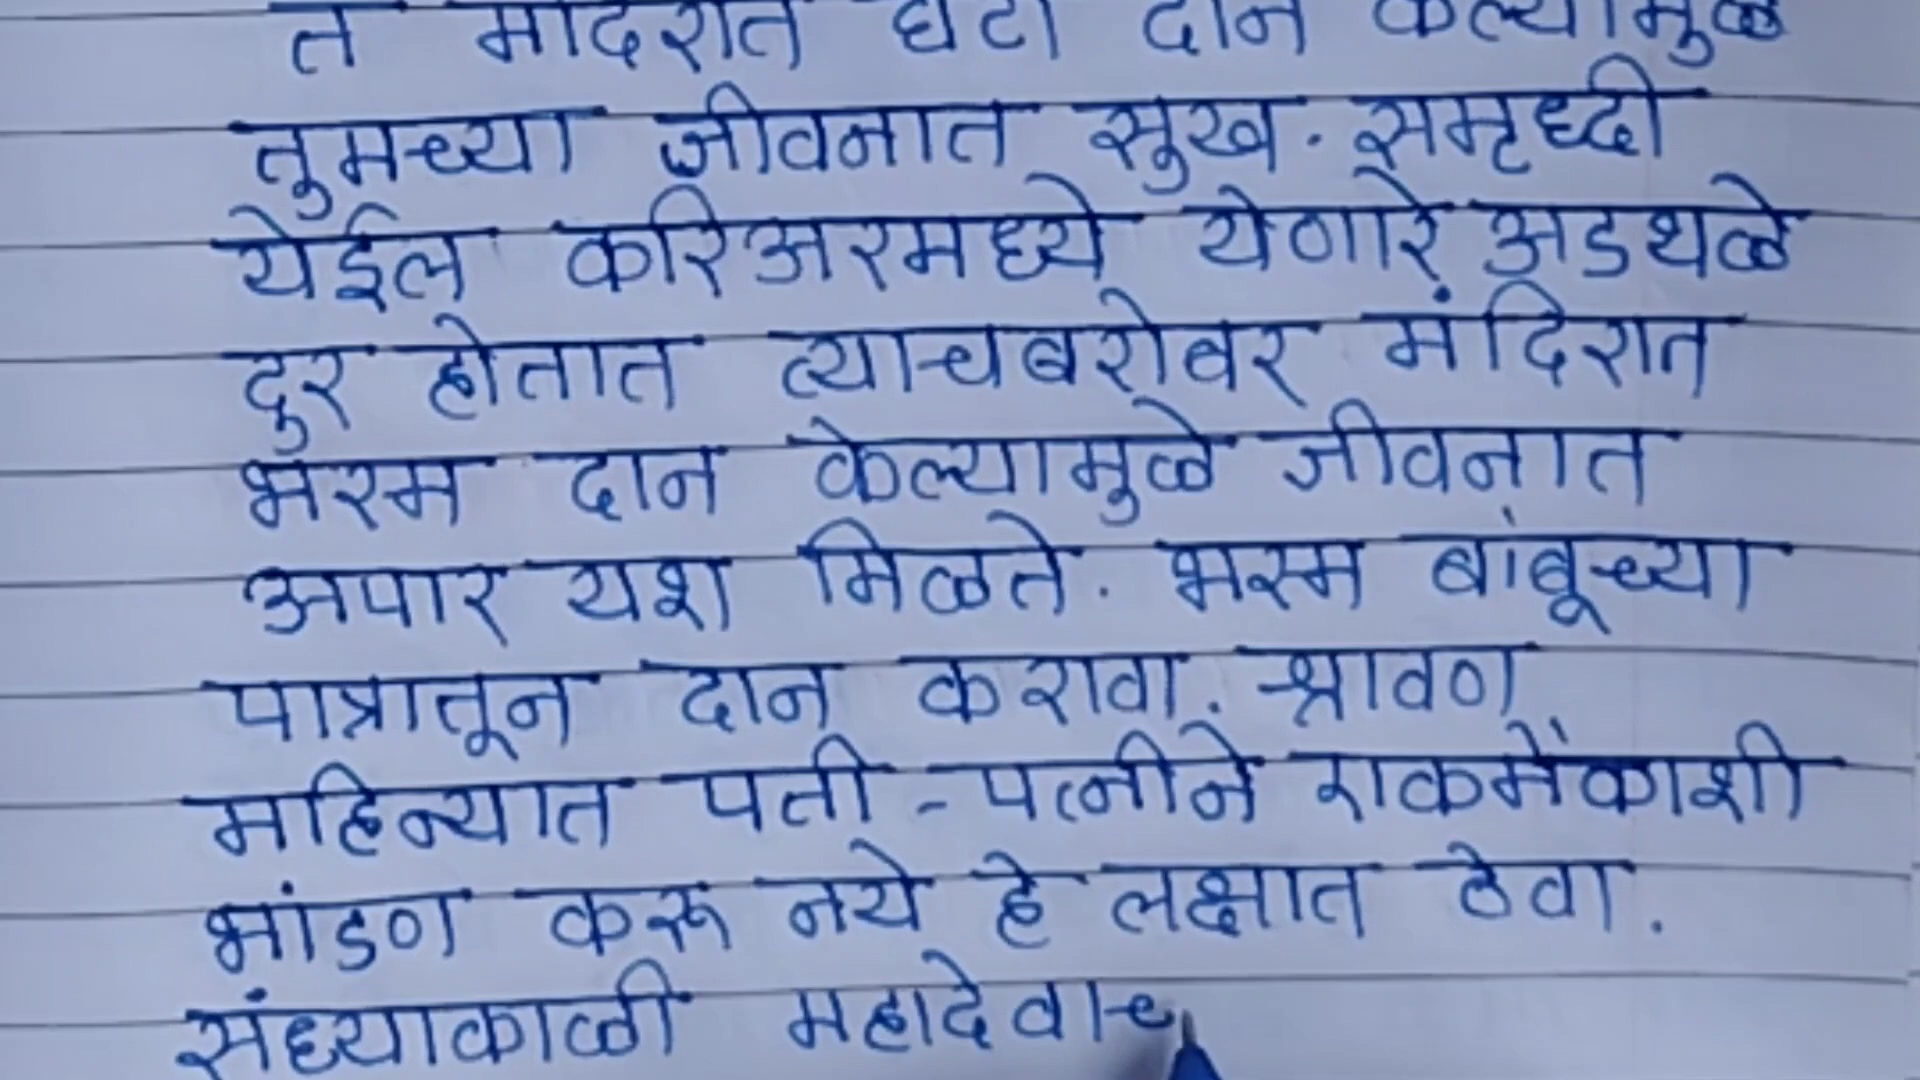 त मंदिरात घंटा दान केल्यामुळे
तुमच्या जीवनात सुख. समृध्दी
येईल करिअरमध्ये येणारे अडथळे
दुर होतात त्याचबरोबर मंदिरात
भस्म दान केल्यामुळे जीवनात
अपार यश मिळते. भस्म बांबूच्या
पात्रातून दान करावा. श्रावण
महिन्यात पती - पत्नीने एकमेंकाशी
भांडण करू नये हे लक्षात ठेवा.
संध्याकाळी महादेवाच